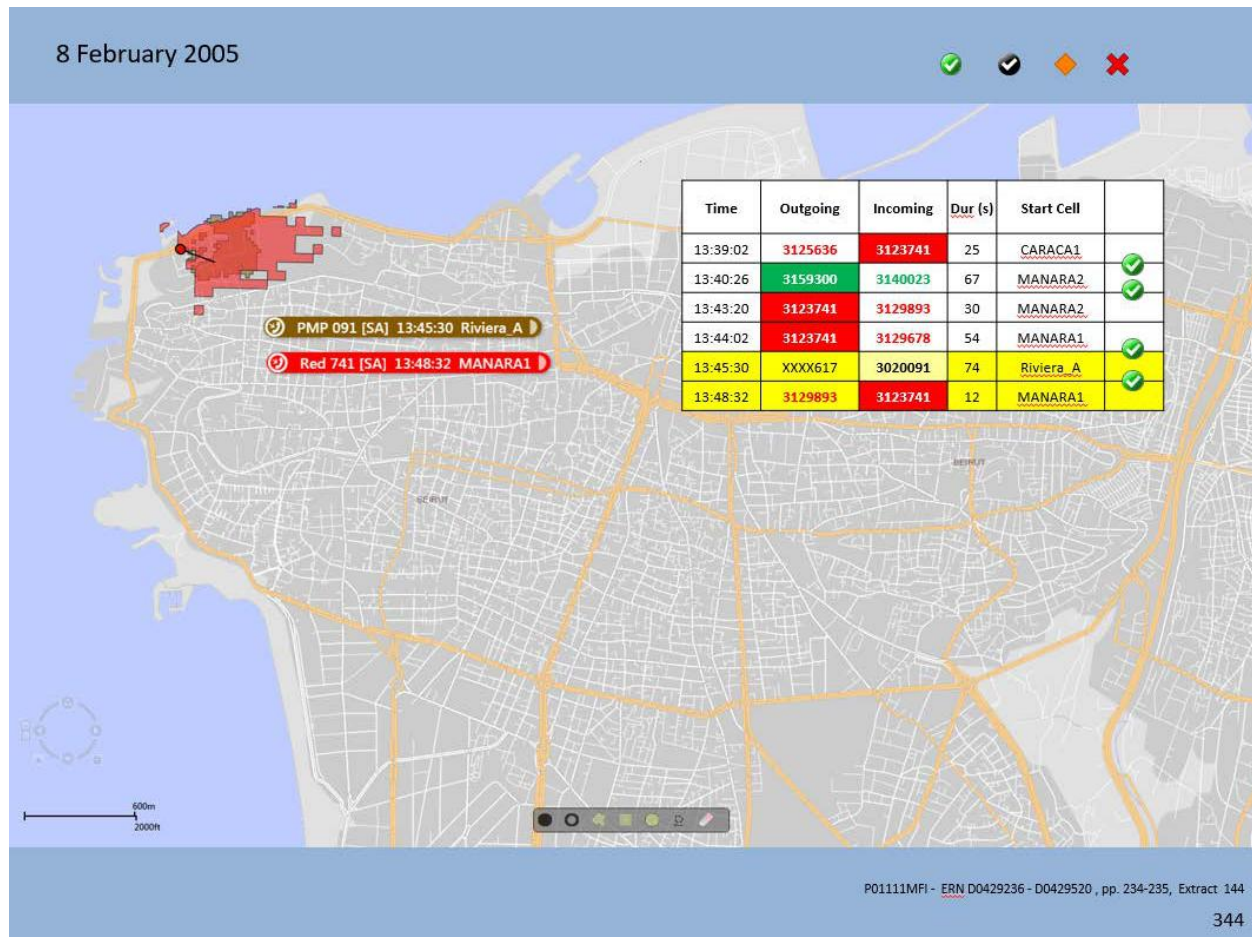 8 February 2005
Time Outgoing Incoming Dur (s) Start Cell
13:39:02 3125636 3123741 25 CARACA1
13:40:26 3159300 3140023 67 MANARA2
13:43:20 3123741 3129893 30 MANARA2
13:44:02 3123741 3129678 54 MANARA1
13:45:30 XXXX617 3020091 74 Riviera_A
13:48:32 3129893 3123741 12 MANARA1
PMP 091 [SA] 13:45:30 Riviera_A
Red 741 [SA] 13:48:32 MANARA1
BEIRUT
BEIRUT
600m
2000ft
P01111MFI - ERN D0429236 - D0429520 , pp. 234-235, Extract 144
344